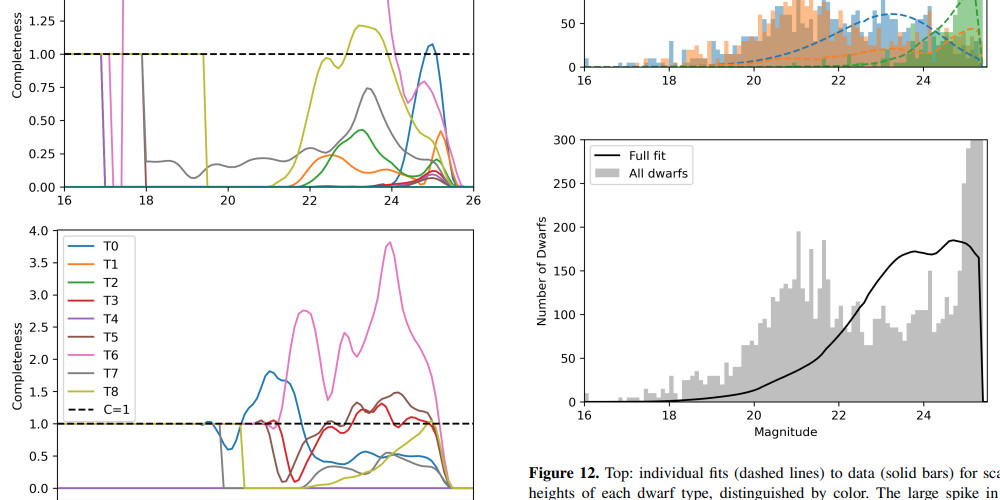 Completeness
1.25
1.00
0.75
0.50
0.25
0.00
16 18 20 22 24 26
Completeness
4.0
3.5
3.0
2.5
2.0
1.5
1.0
0.5
0.0
T0
T1
T2
T3
T4
T5
T6
T7
T8
C=1
50
0
16 18 20 22 24
Number of Dwarfs
300
250
200
150
100
50
0
Full fit
All dwarfs
16 18 20 22 24
Magnitude
Figure 12. Top: individual fits (dashed lines) to data (solid bars) for
heights of each dwarf type, distinguished by color. The large spike in